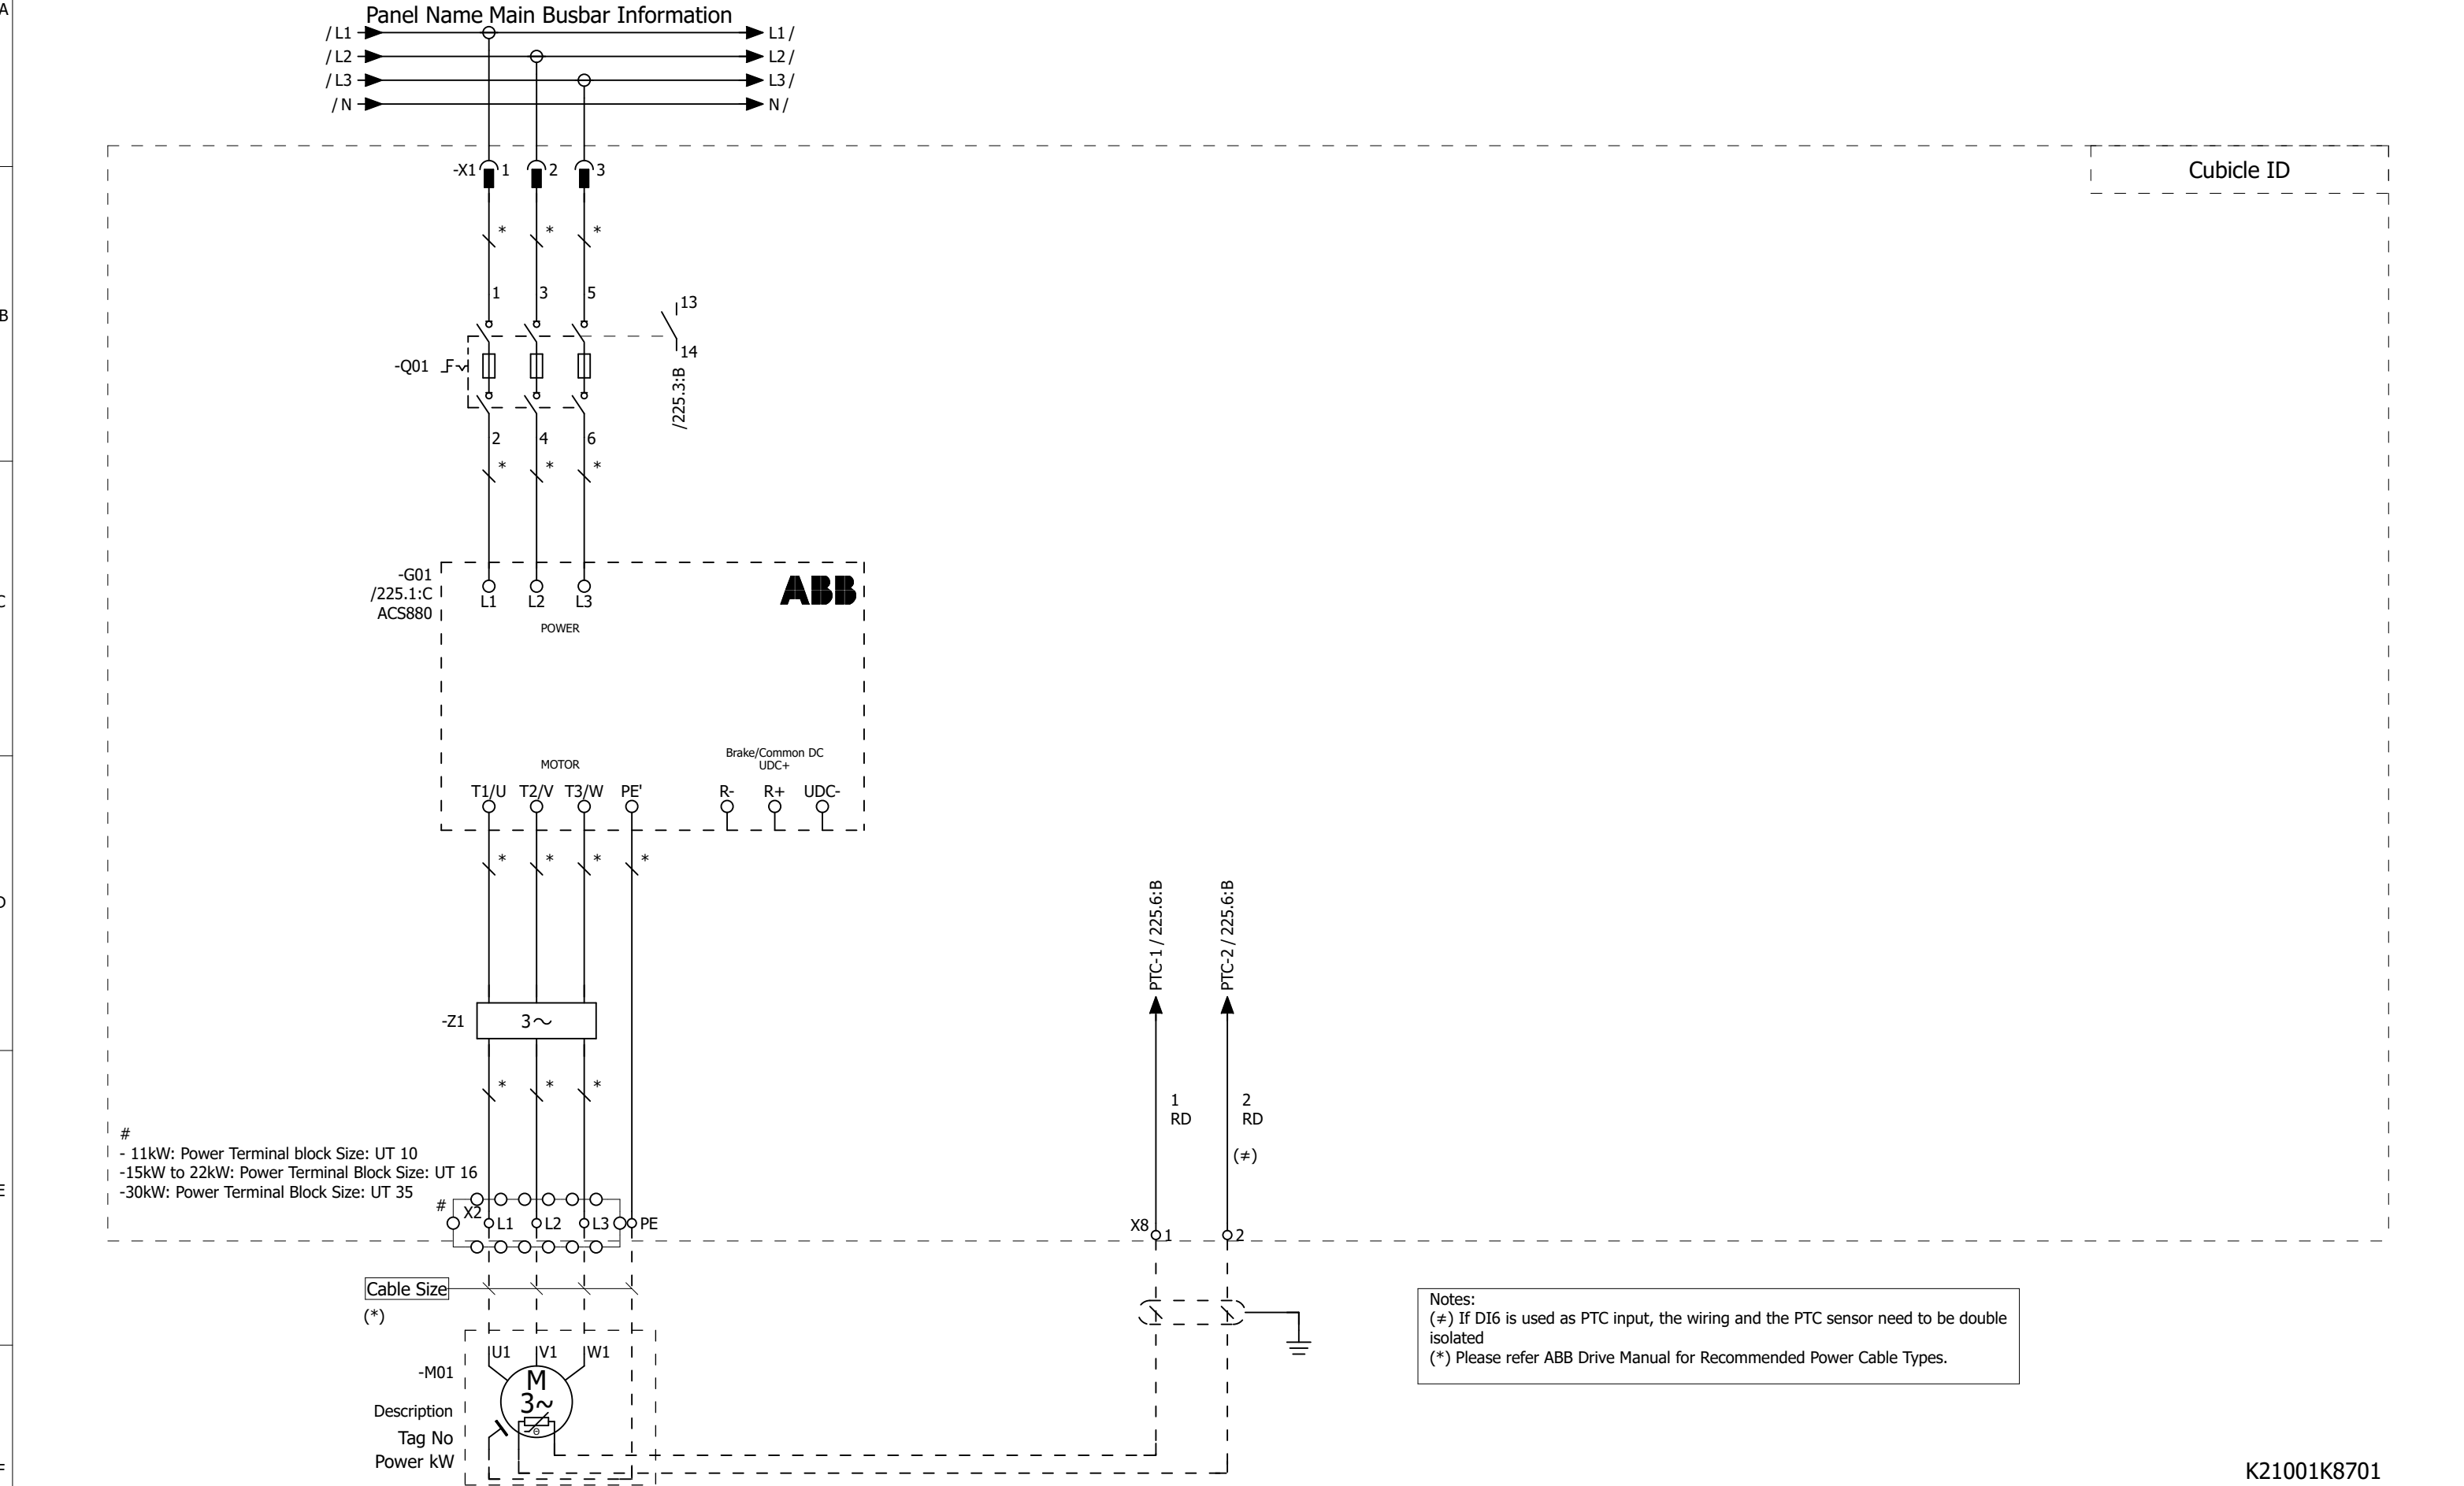 A
Panel Name Main Busbar Information
/ L1 L1 /
/ L2 L2 /
/ L3 L3 /
/ N N /
-X1 1 2 3
Cubicle ID
* * *
1 3 5
13
B
14
-Q01
/225.3:B
2 4 6
* * *
-G01
/225.1:C
ACS880
ABB
L1 L2 L3
C
POWER
Brake/Common DC
UDC+
MOTOR
T1/U T2/V T3/W PE' R- R+ UDC-
* * * *
D
PTC-1 / 225.6:B
PTC-2 / 225.6:B
-Z1 3~
* * *
1 2
RD RD
(≠)
#
- 11kW: Power Terminal block Size: UT 10
-15kW to 22kW: Power Terminal Block Size: UT 16
-30kW: Power Terminal Block Size: UT 35
E
# X2 L1 L2 L3 PE
X8 1 2
Cable Size
(*)
Notes:
(≠) If DI6 is used as PTC input, the wiring and the PTC sensor need to be double
isolated
(*) Please refer ABB Drive Manual for Recommended Power Cable Types.
U1 V1 W1
-M01
M
3~
Θ
Description
Tag No
Power kW
F
K21001K8701